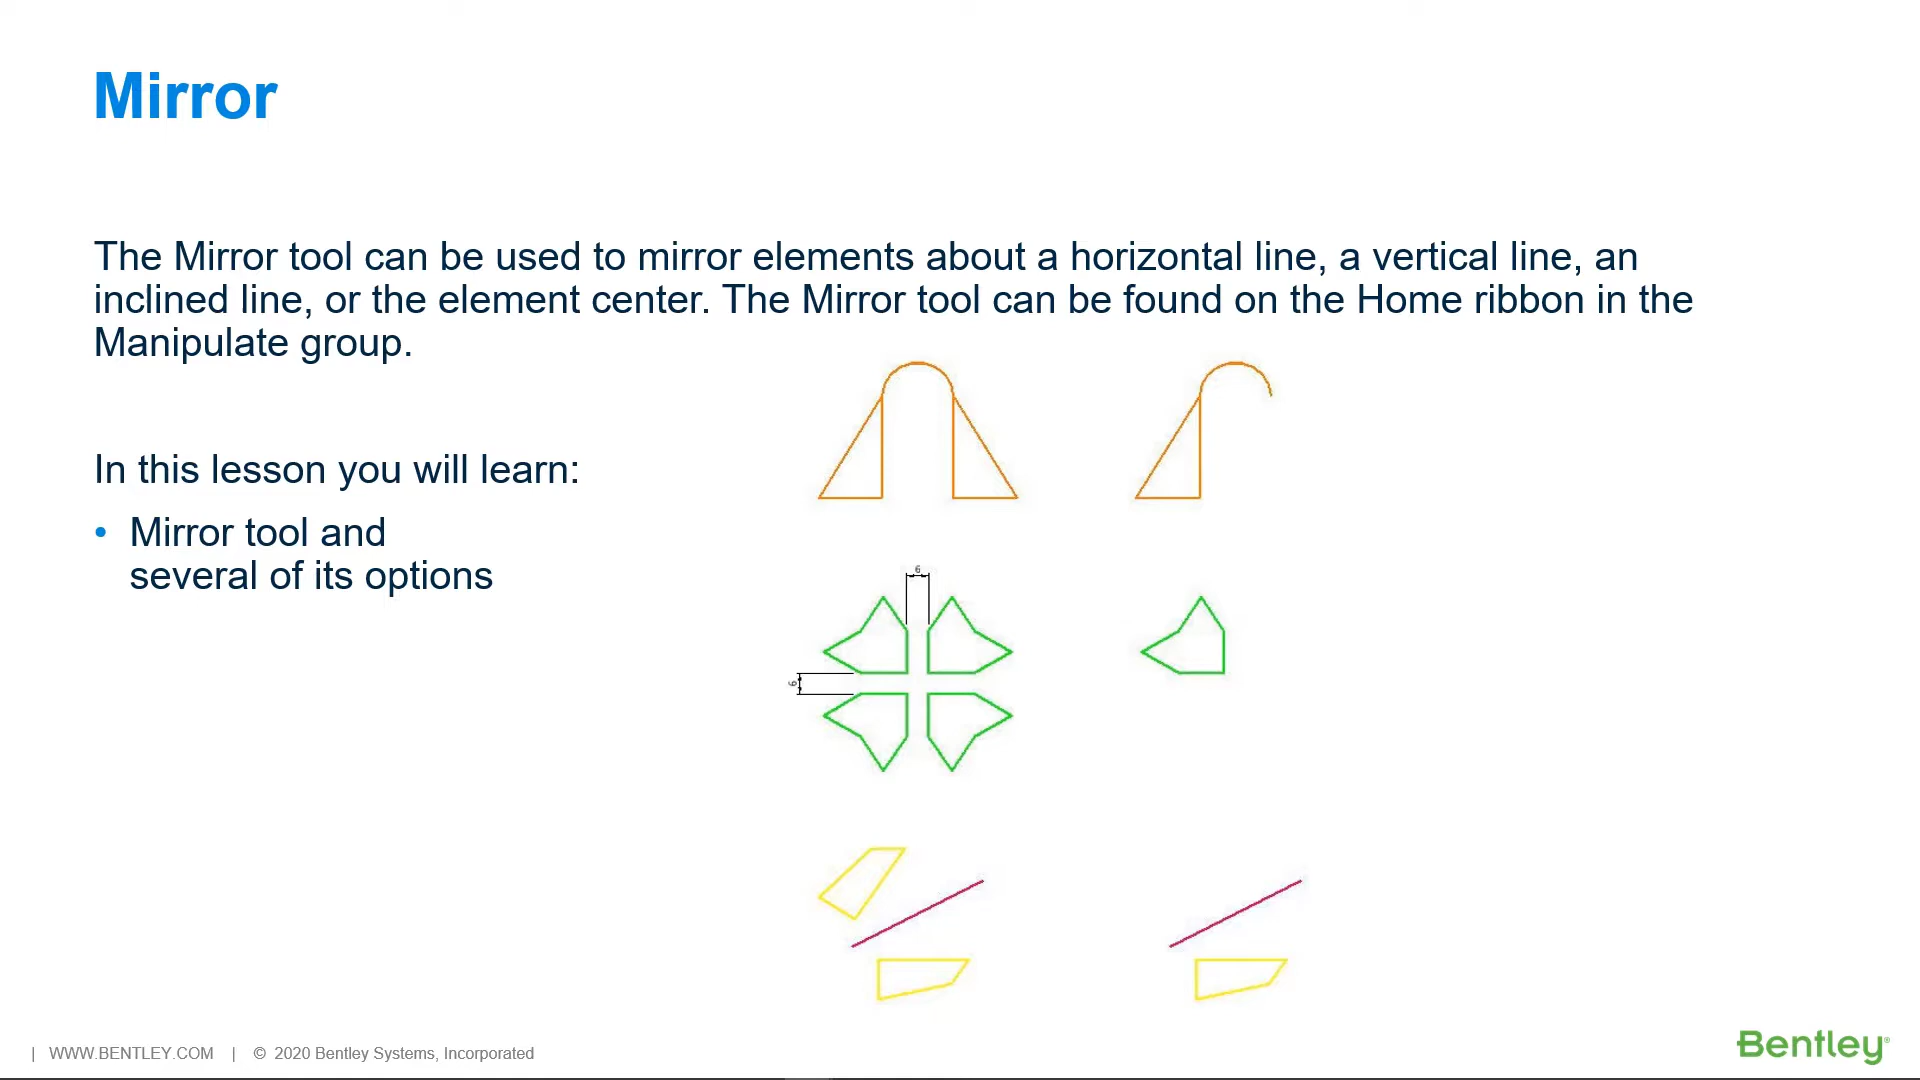 Mirror
The Mirror tool can be used to mirror elements about a horizontal line, a vertical line, an
inclined line, or the element center. The Mirror tool can be found on the Home ribbon in the
Manipulate group.
In this lesson you will learn:
• Mirror tool and
several of its options
6
6
| WWW.BENTLEY.COM | © 2020 Bentley Systems, Incorporated
Bentley®